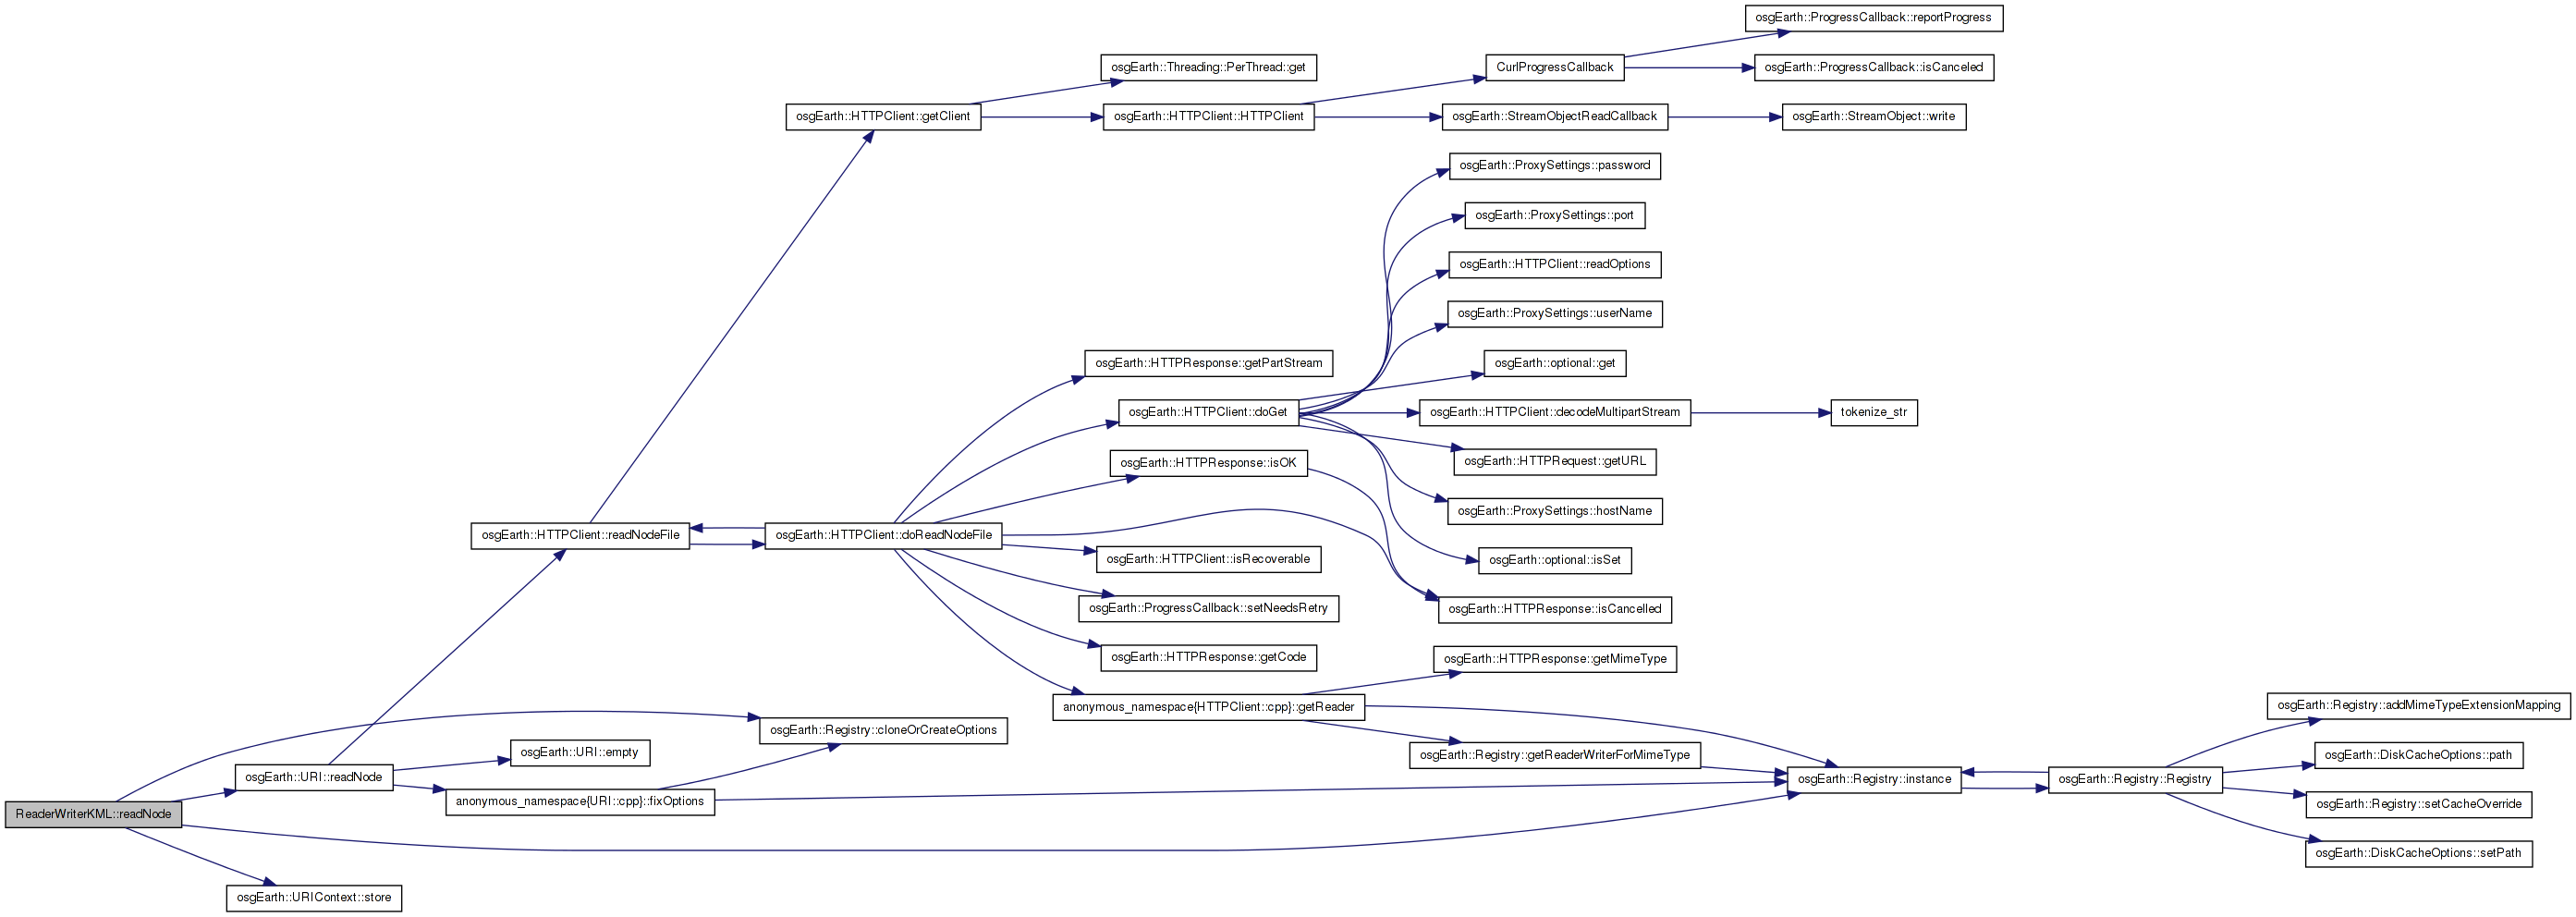 osgEarth::ProgressCallback::reportProgress
osgEarth::Threading::PerThread::get
CurlProgressCallback
osgEarth::ProgressCallback::isCanceled
osgEarth::HTTPClient::getClient
osgEarth::HTTPClient::HTTPClient
osgEarth::StreamObjectReadCallback
osgEarth::StreamObject::write
osgEarth::ProxySettings::password
osgEarth::ProxySettings::port
osgEarth::HTTPClient::readOptions
osgEarth::ProxySettings::userName
osgEarth::HTTPResponse::getPartStream
osgEarth::optional::get
osgEarth::HTTPClient::doGet
osgEarth::HTTPClient::decodeMultipartStream
tokenize_str
osgEarth::HTTPResponse::isOK
osgEarth::HTTPRequest::getURL
osgEarth::ProxySettings::hostName
osgEarth::HTTPClient::readNodeFile
osgEarth::HTTPClient::doReadNodeFile
osgEarth::HTTPClient::isRecoverable
osgEarth::optional::isSet
osgEarth::ProgressCallback::setNeedsRetry
osgEarth::HTTPResponse::isCancelled
osgEarth::HTTPResponse::getCode
osgEarth::HTTPResponse::getMimeType
anonymous_namespace{HTTPClient::cpp}::getReader
osgEarth::Registry::addMimeTypeExtensionMapping
osgEarth::Registry::cloneOrCreateOptions
osgEarth::URI::empty
osgEarth::Registry::getReaderWriterForMimeType
osgEarth::DiskCacheOptions::path
osgEarth::URI::readNode
osgEarth::Registry::instance
osgEarth::Registry::Registry
anonymous_namespace{URI::cpp}::fixOptions
osgEarth::Registry::setCacheOverride
ReaderWriterKML::readNode
osgEarth::DiskCacheOptions::setPath
osgEarth::URIContext::store